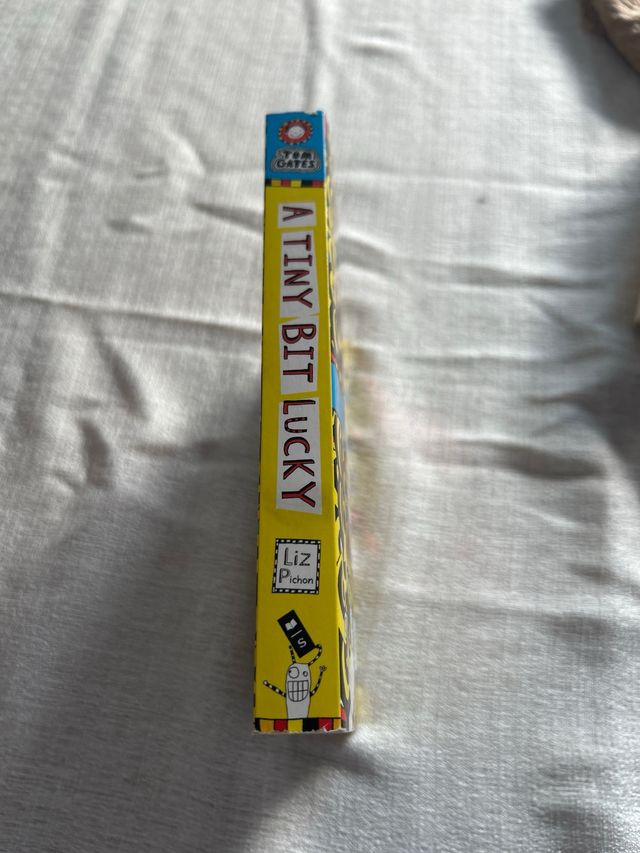 TOM
GATES
A TINY BIT LUCKY
Liz
Pichon
S